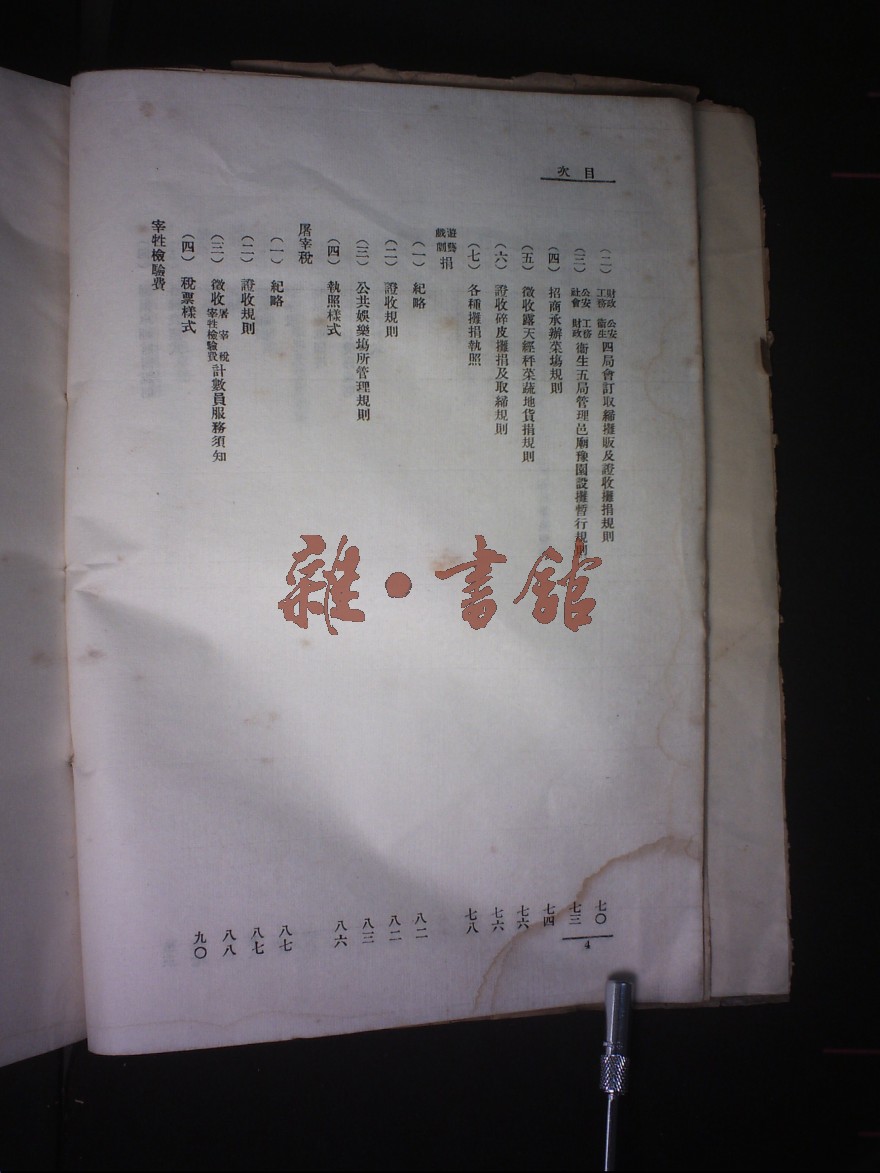 目次
(二) 財政 公安 工務 衛生 四局會訂取締攤販及證收攤捐規則 七〇
(三) 公安 工務 社會 財政 衛生五局管理邑廟豫園設攤暫行規則 七三
(四) 招商承辦菜場規則 七四
(五) 徵收露天經秤菜蔬地貨捐規則 七六
(六) 證收碎皮攤捐及取締規則 七六
(七) 各種攤捐執照 七八
遊藝戲劇捐
(一) 紀略 八二
(二) 證收規則 八二
(三) 公共娛樂塲所管理規則 八三
(四) 執照樣式 八六
屠宰稅
(一) 紀略 八七
(二) 證收規則 八七
(三) 徵收屠宰稅宰牲檢驗費計數員服務須知 八八
(四) 稅票樣式 九〇
宰牲檢驗費
4
雜·書館